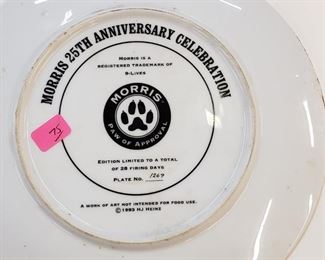 MORRIS 25TH ANNIVERSARY CELEBRATION
MORRIS IS A
REGISTERED TRADEMARK OF
9-LIVES
MORRIS
PAW OF APPROVAL
EDITION LIMITED TO A TOTAL
OF 28 FIRING DAYS
PLATE NO. 1269
A WORK OF ART NOT INTENDED FOR FOOD USE.
©1993 HJ HEINZ